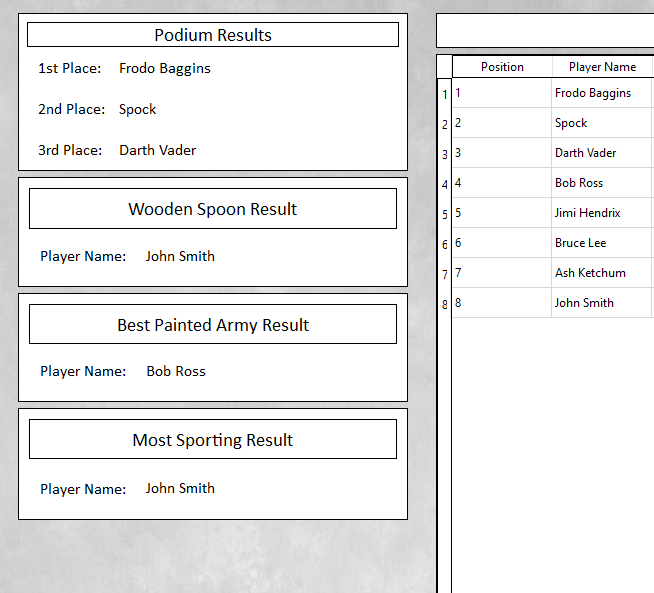 Podium Results
1st Place: Frodo Baggins
2nd Place: Spock
3rd Place: Darth Vader
Wooden Spoon Result
Player Name: John Smith
Best Painted Army Result
Player Name: Bob Ross
Most Sporting Result
Player Name: John Smith
Position Player Name
1 1 Frodo Baggins
2 2 Spock
3 3 Darth Vader
4 4 Bob Ross
5 5 Jimi Hendrix
6 6 Bruce Lee
7 7 Ash Ketchum
8 8 John Smith